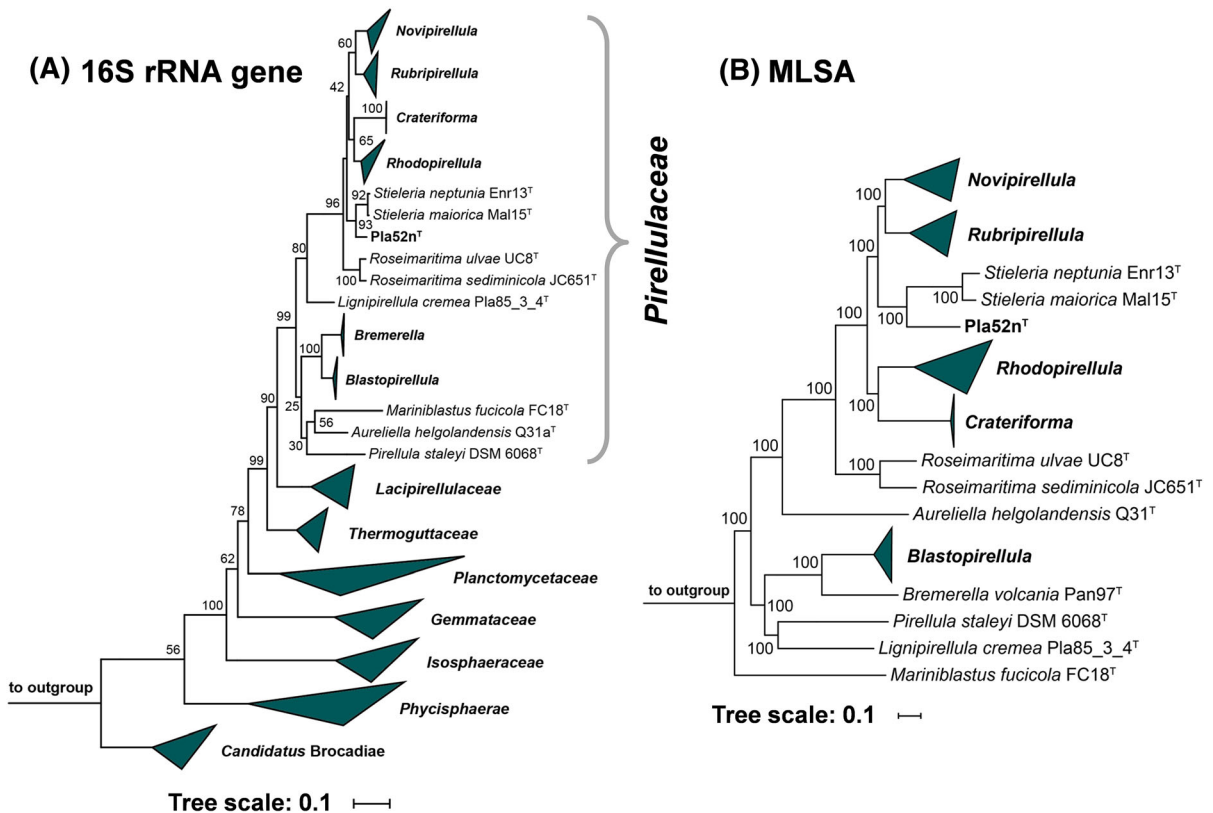 (A) 16S rRNA gene
60
Novipirellula
Rubripirellula
42
100
Crateriforma
65
Rhodopirellula
92
Stieleria neptunia Enr13ᵀ
96
Stieleria maiorica Mal15ᵀ
93
Pla52nᵀ
80
Roseimaritima ulvae UC8ᵀ
100
Roseimaritima sediminicola JC651ᵀ
Lignipirellula cremea Pla85_3_4ᵀ
99
Bremerella
100
Blastopirellula
90
25
Mariniblastus fucicola FC18ᵀ
56
Aureliella helgolandensis Q31aᵀ
30
Pirellula staleyi DSM 6068ᵀ
99
Lacipirellulaceae
78
Thermoguttaceae
62
Planctomycetaceae
100
Gemmataceae
56
Isosphaeraceae
to outgroup
Phycisphaerae
Candidatus Brocadiae
Tree scale: 0.1
Pirellulaceae
(B) MLSA
100
Novipirellula
Rubripirellula
100
Stieleria neptunia Enr13ᵀ
100
Stieleria maiorica Mal15ᵀ
100
Pla52nᵀ
100
Rhodopirellula
100
100
Crateriforma
100
Roseimaritima ulvae UC8ᵀ
100
Roseimaritima sediminicola JC651ᵀ
Aureliella helgolandensis Q31ᵀ
100
Blastopirellula
100
to outgroup
Bremerella volcania Pan97ᵀ
100
Pirellula staleyi DSM 6068ᵀ
100
Lignipirellula cremea Pla85_3_4ᵀ
Mariniblastus fucicola FC18ᵀ
Tree scale: 0.1